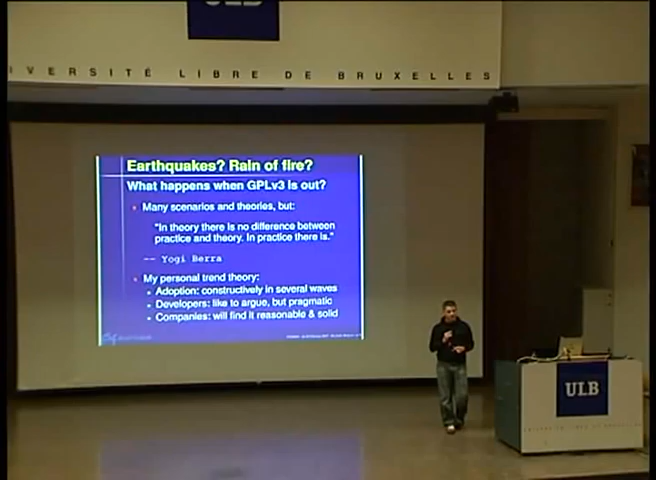 ULB
UNIVERSITÉ LIBRE DE BRUXELLES
Earthquakes? Rain of fire?
What happens when GPLv3 is out?
Many scenarios and theories, but:
"In theory there is no difference between
practice and theory. In practice there is."
-- Yogi Berra
My personal trend theory:
Adoption: constructively in several waves
Developers: like to argue, but pragmatic
Companies: will find it reasonable & solid
ULB